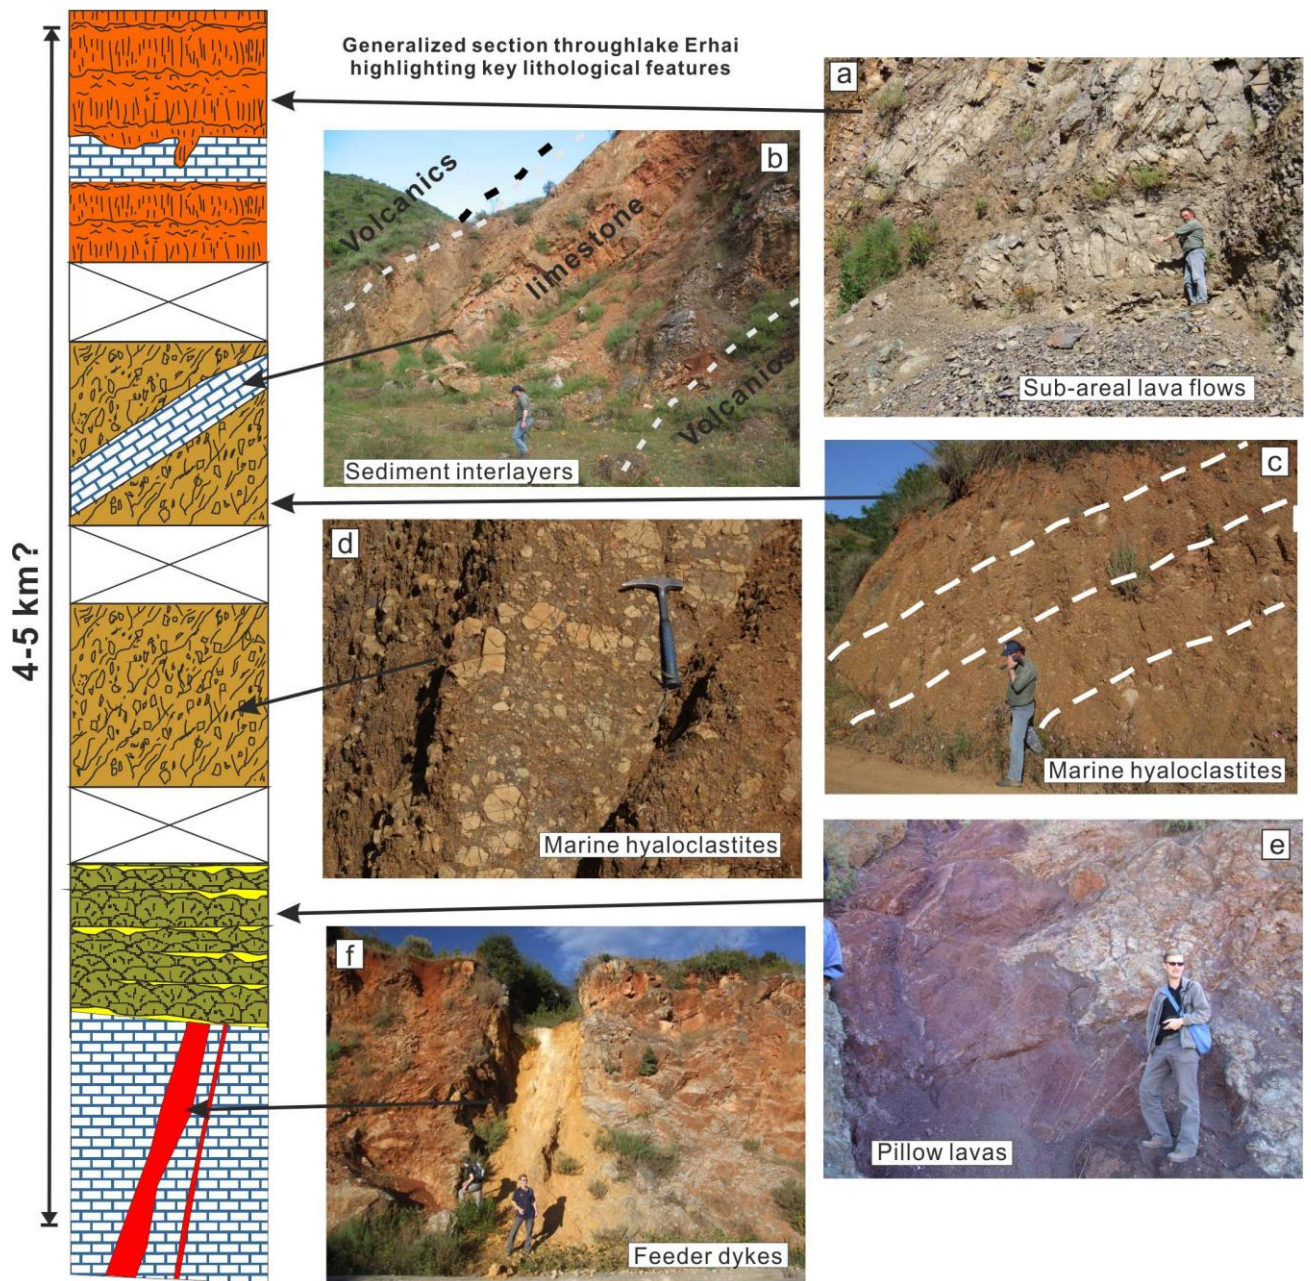 Generalized section throughlake Erhai
highlighting key lithological features
4-5 km?
a
Sub-areal lava flows
b
Volcanics
limestone
Volcanics
Sediment interlayers
c
Marine hyaloclastites
d
Marine hyaloclastites
e
Pillow lavas
f
Feeder dykes